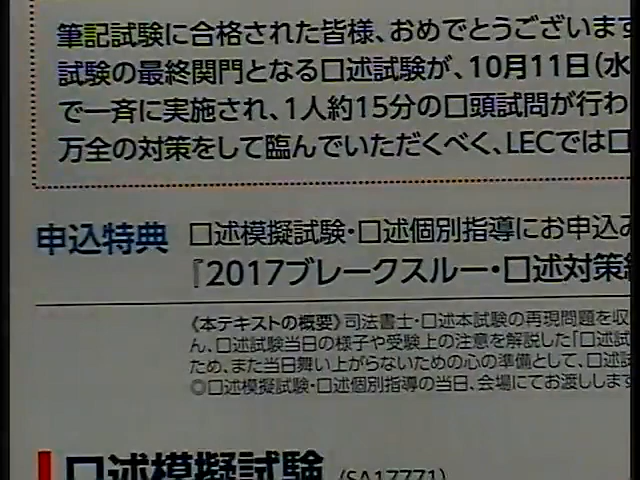 筆記試験に合格された皆様、おめでとうございます
試験の最終関門となる口述試験が、10月11日(水
で一斉に実施され、1人約15分の口頭試問が行わ
万全の対策をして臨んでいただくべく、LECでは口
申込特典 口述模擬試験・口述個別指導にお申込み
『2017ブレークスルー・口述対策
《本テキストの概要》司法書士・口述本試験の再現問題を収
ん、口述試験当日の様子や受験上の注意を解説した「口述試
ため、また当日舞い上がらないための心の準備として、口述試
◎口述模擬試験・口述個別指導の当日、会場にてお渡しします
口述模擬試験 (SA17771)